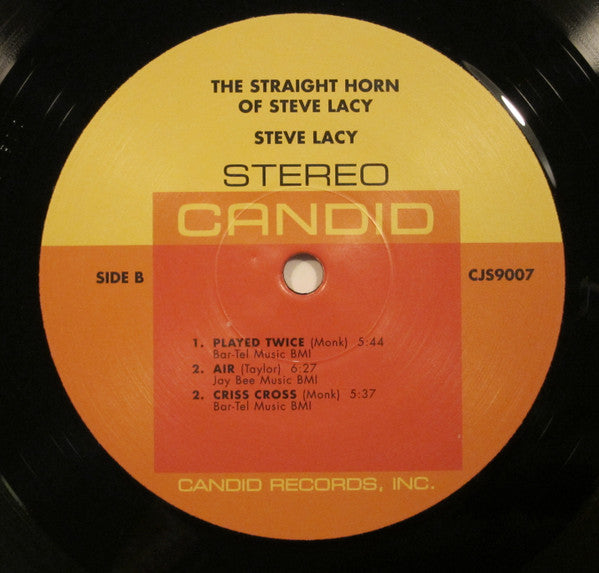 THE STRAIGHT HORN
OF STEVE LACY
STEVE LACY
STEREO
CANDID
SIDE B
CJS9007
1. PLAYED TWICE (Monk) 5:44
Bar-Tel Music BMI
2. AIR (Taylor) 6:27
Jay Bee Music BMI
2. CRISS CROSS (Monk) 5:37
Bar-Tel Music BMI
CANDID RECORDS, INC.